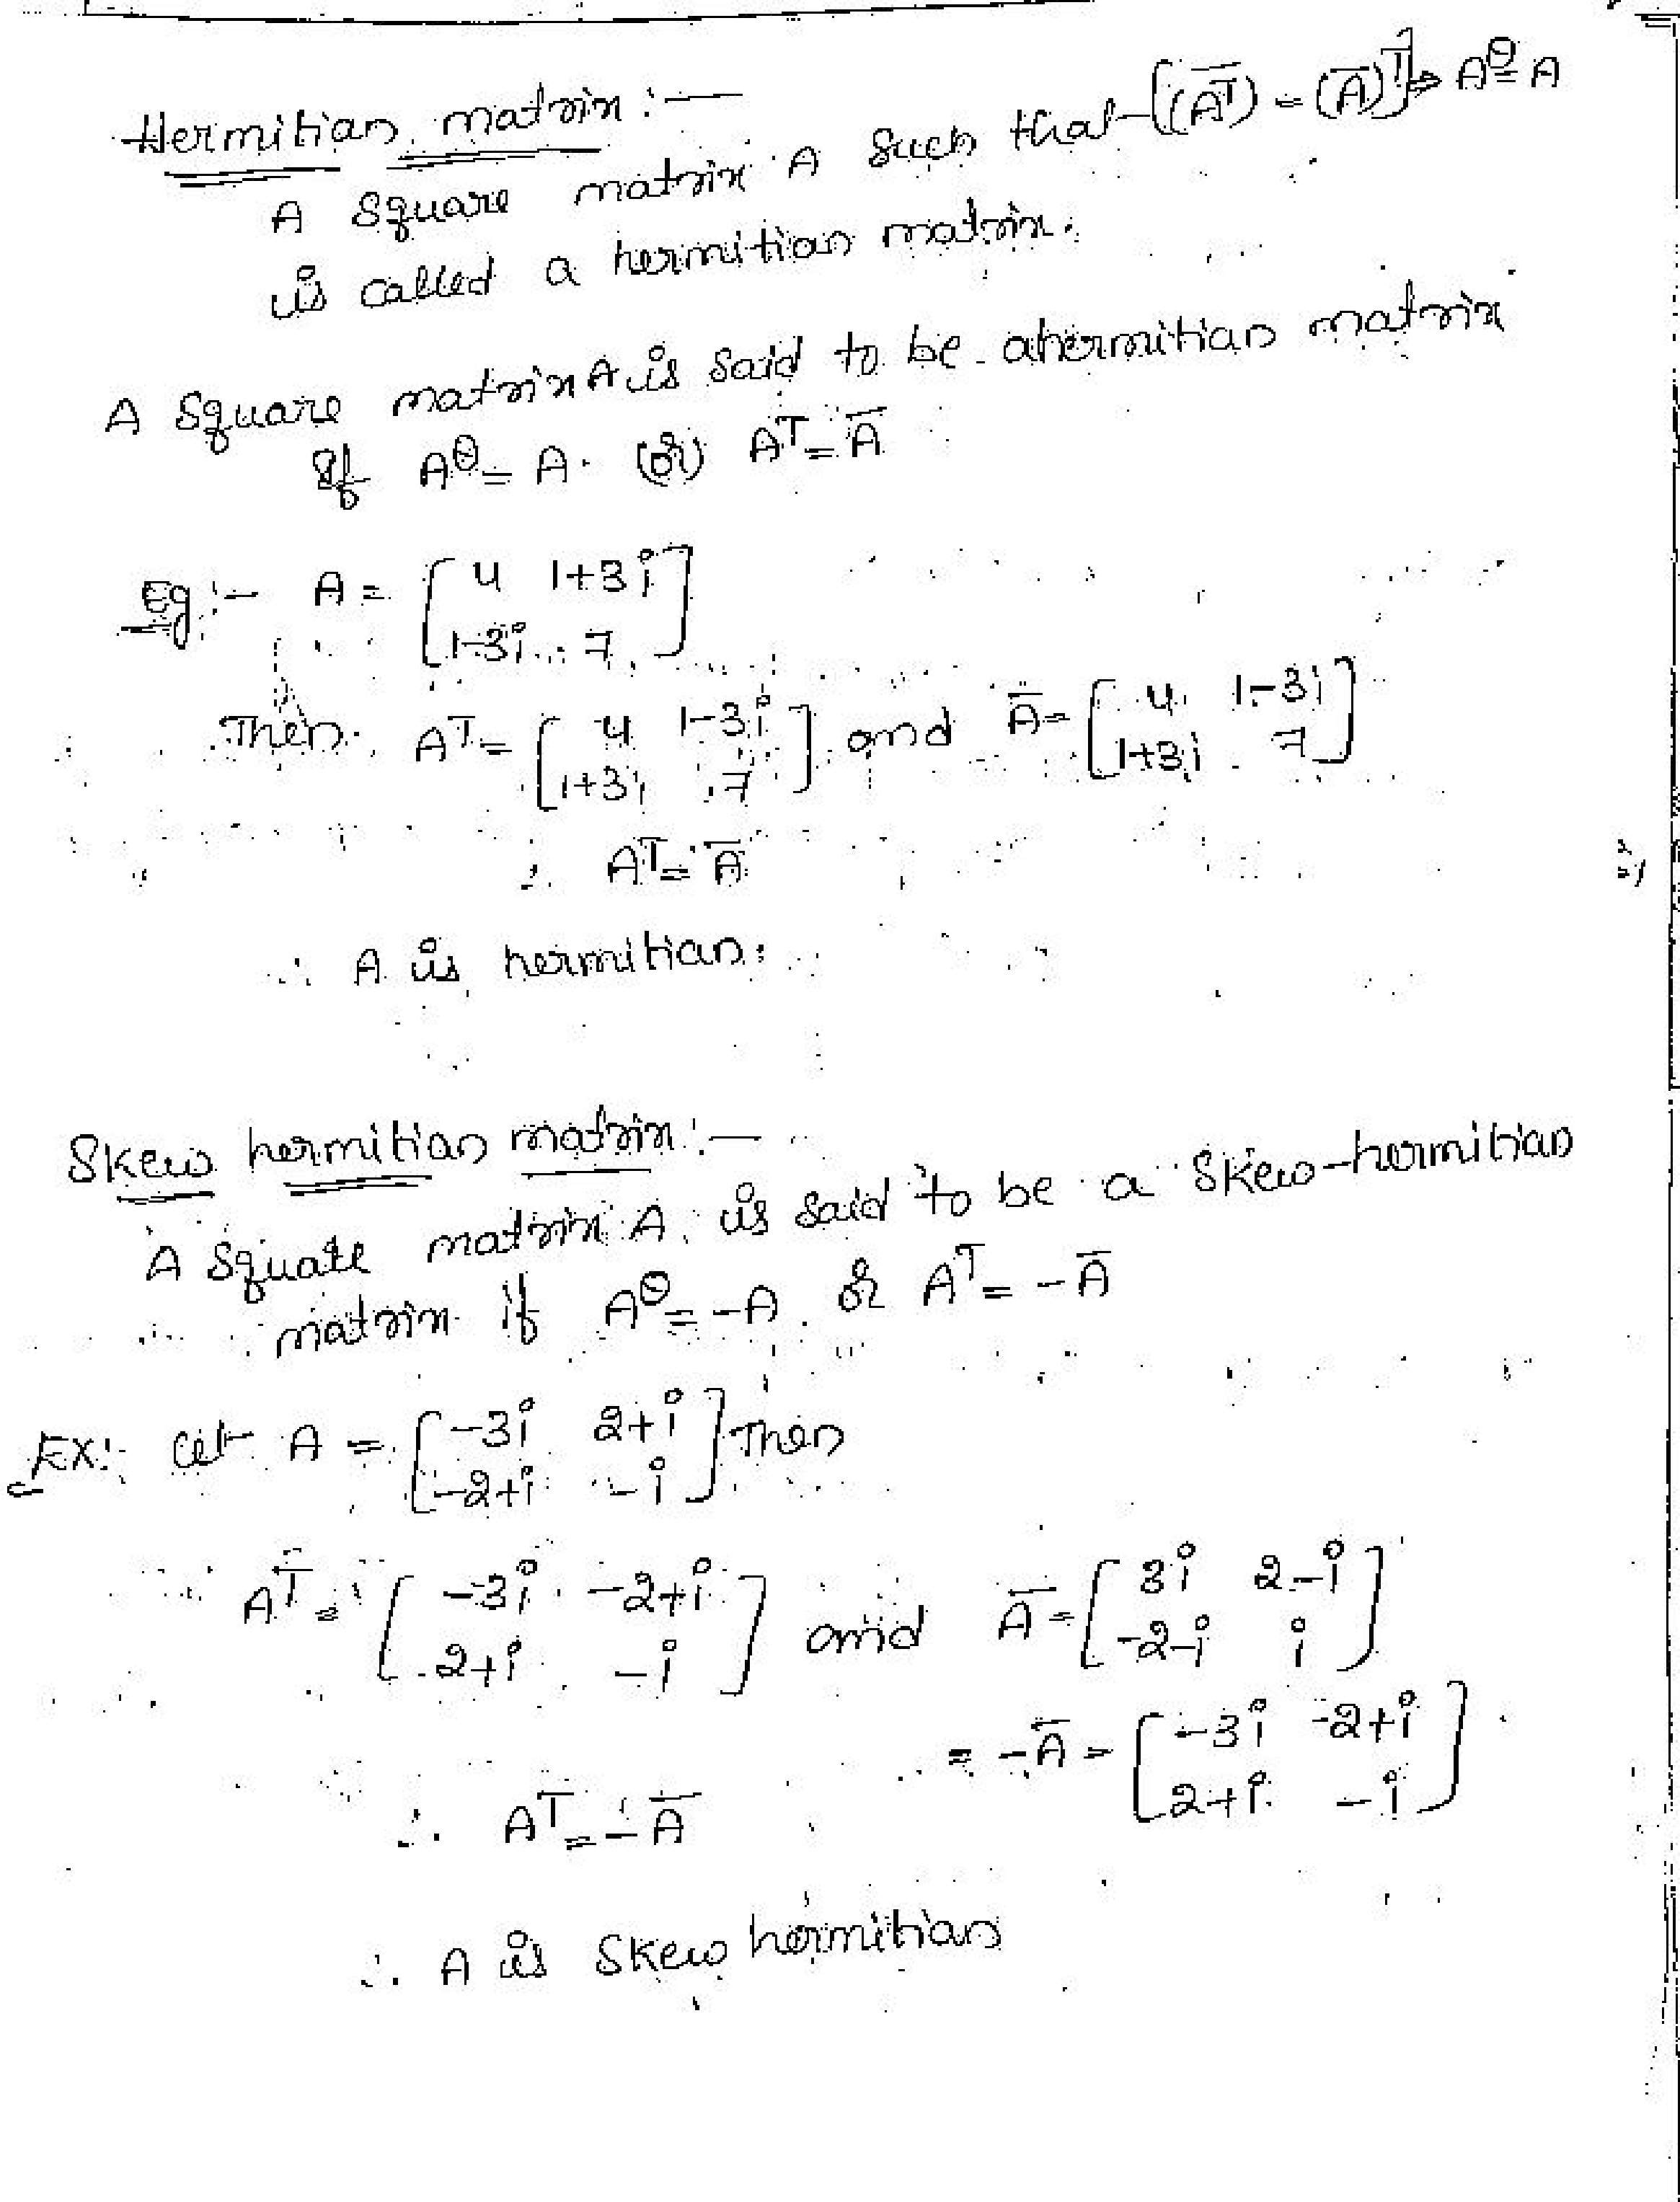 Hermitian matrix :—
A square matrix A such that [(A̅ᵀ) = (A̅)ᵀ] ⇒ A^θ = A
is called a hermitian matrix.
A square matrix A is said to be a hermitian matrix
If A^θ = A. (or) Aᵀ = A̅
Eg :- A = [4 1+3i
1-3i 7]
Then Aᵀ = [4 1-3i and A̅ = [4 1-3i
1+3i 7] 1+3i 7]
∴ Aᵀ = A̅
∴ A is hermitian.
Skew hermitian matrix :—
A square matrix A is said to be a skew-hermitian
matrix if A^θ = -A or Aᵀ = -A̅
Ex:- Let A = [-3i 2+i Then
-2+i -i]
Aᵀ = [-3i -2+i and A̅ = [3i 2-i
2+i -i] -2-i i]
= -A̅ = [-3i -2+i
2+i -i]
∴ Aᵀ = -A̅
∴ A is skew hermitian